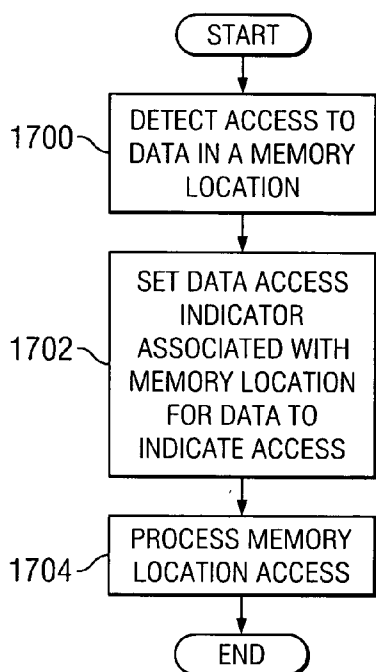 START
1700
DETECT ACCESS TO
DATA IN A MEMORY
LOCATION
1702
SET DATA ACCESS
INDICATOR
ASSOCIATED WITH
MEMORY LOCATION
FOR DATA TO
INDICATE ACCESS
1704
PROCESS MEMORY
LOCATION ACCESS
END